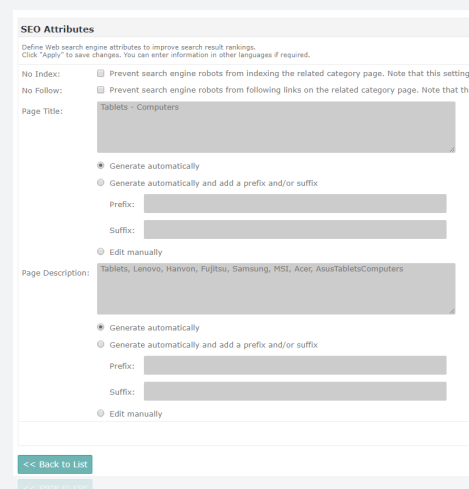 SEO Attributes
Define Web search engine attributes to improve search result rankings.
Click "Apply" to save changes. You can enter information in other languages if required.
No Index: Prevent search engine robots from indexing the related category page. Note that this setting
No Follow: Prevent search engine robots from following links on the related category page. Note that th
Page Title: Tablets - Computers
Generate automatically
Generate automatically and add a prefix and/or suffix
Prefix:
Suffix:
Edit manually
Page Description: Tablets, Lenovo, Hanvon, Fujitsu, Samsung, MSI, Acer, AsusTabletsComputers
Generate automatically
Generate automatically and add a prefix and/or suffix
Prefix:
Suffix:
Edit manually
<< Back to List